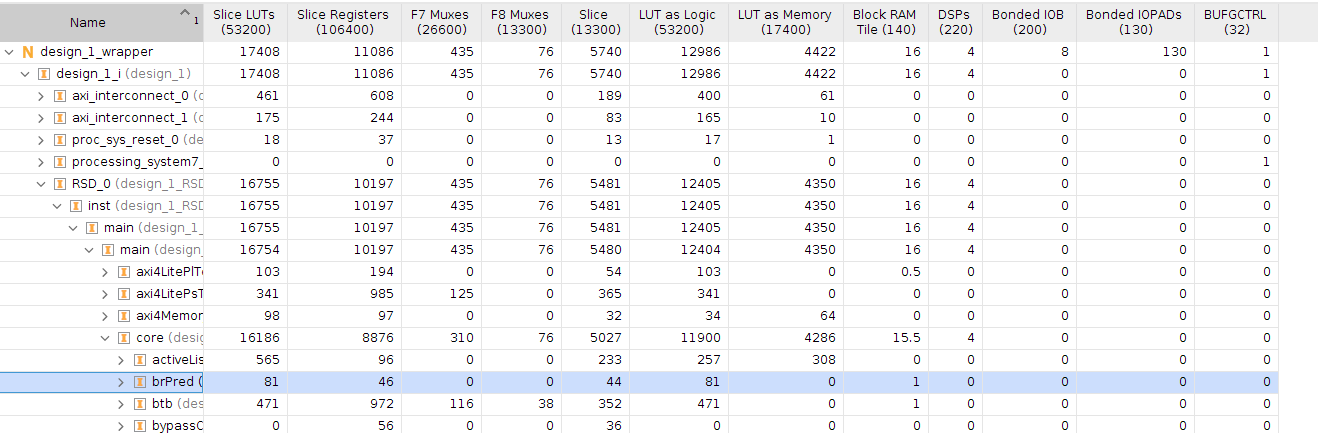 Name 1 Slice LUTs (53200) Slice Registers (106400) F7 Muxes (26600) F8 Muxes (13300) Slice (13300) LUT as Logic (53200) LUT as Memory (17400) Block RAM Tile (140) DSPs (220) Bonded IOB (200) Bonded IOPADs (130) BUFGCTRL (32)
N design_1_wrapper 17408 11086 435 76 5740 12986 4422 16 4 8 130 1
design_1_i (design_1) 17408 11086 435 76 5740 12986 4422 16 4 0 0 1
axi_interconnect_0 (d 461 608 0 0 189 400 61 0 0 0 0 0
axi_interconnect_1 (d 175 244 0 0 83 165 10 0 0 0 0 0
proc_sys_reset_0 (de 18 37 0 0 13 17 1 0 0 0 0 0
processing_system7_ 0 0 0 0 0 0 0 0 0 0 0 1
RSD_0 (design_1_RSD 16755 10197 435 76 5481 12405 4350 16 4 0 0 0
inst (design_1_RSD 16755 10197 435 76 5481 12405 4350 16 4 0 0 0
main (design_1_ 16755 10197 435 76 5481 12405 4350 16 4 0 0 0
main (design_ 16754 10197 435 76 5480 12404 4350 16 4 0 0 0
axi4LitePlTo 103 194 0 0 54 103 0 0.5 0 0 0 0
axi4LitePsT 341 985 125 0 365 341 0 0 0 0 0 0
axi4Memor 98 97 0 0 32 34 64 0 0 0 0 0
core (desig 16186 8876 310 76 5027 11900 4286 15.5 4 0 0 0
activeLis 565 96 0 0 233 257 308 0 0 0 0 0
brPred ( 81 46 0 0 44 81 0 1 0 0 0 0
btb (des 471 972 116 38 352 471 0 1 0 0 0 0
bypassC 0 56 0 0 36 0 0 0 0 0 0 0